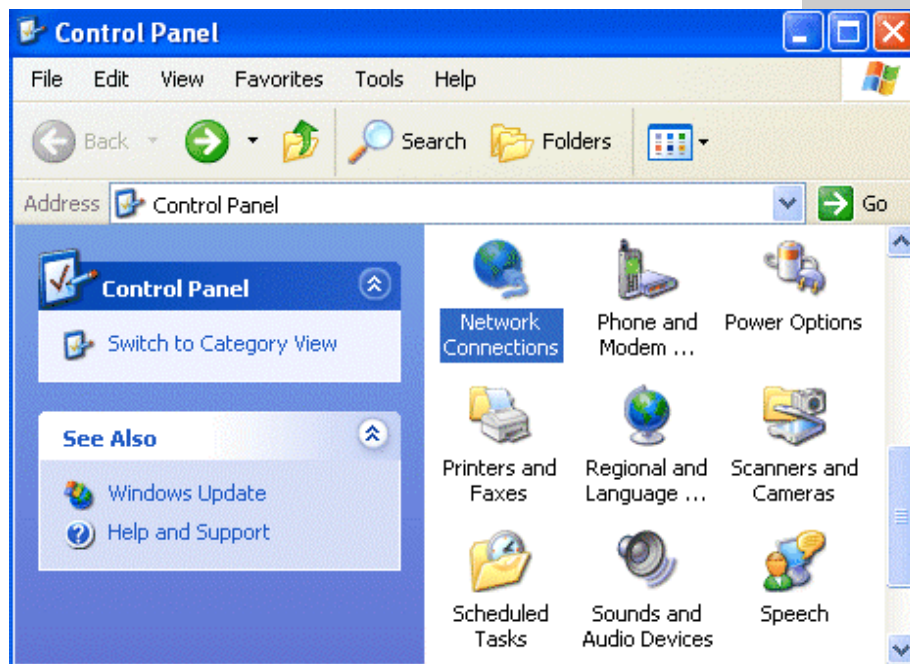 Control Panel
File Edit View Favorites Tools Help
Back Search Folders
Address Control Panel Go
Control Panel
Switch to Category View
See Also
Windows Update
Help and Support
Network
Connections
Phone and
Modem ...
Power Options
Printers and
Faxes
Regional and
Language ...
Scanners and
Cameras
Scheduled
Tasks
Sounds and
Audio Devices
Speech